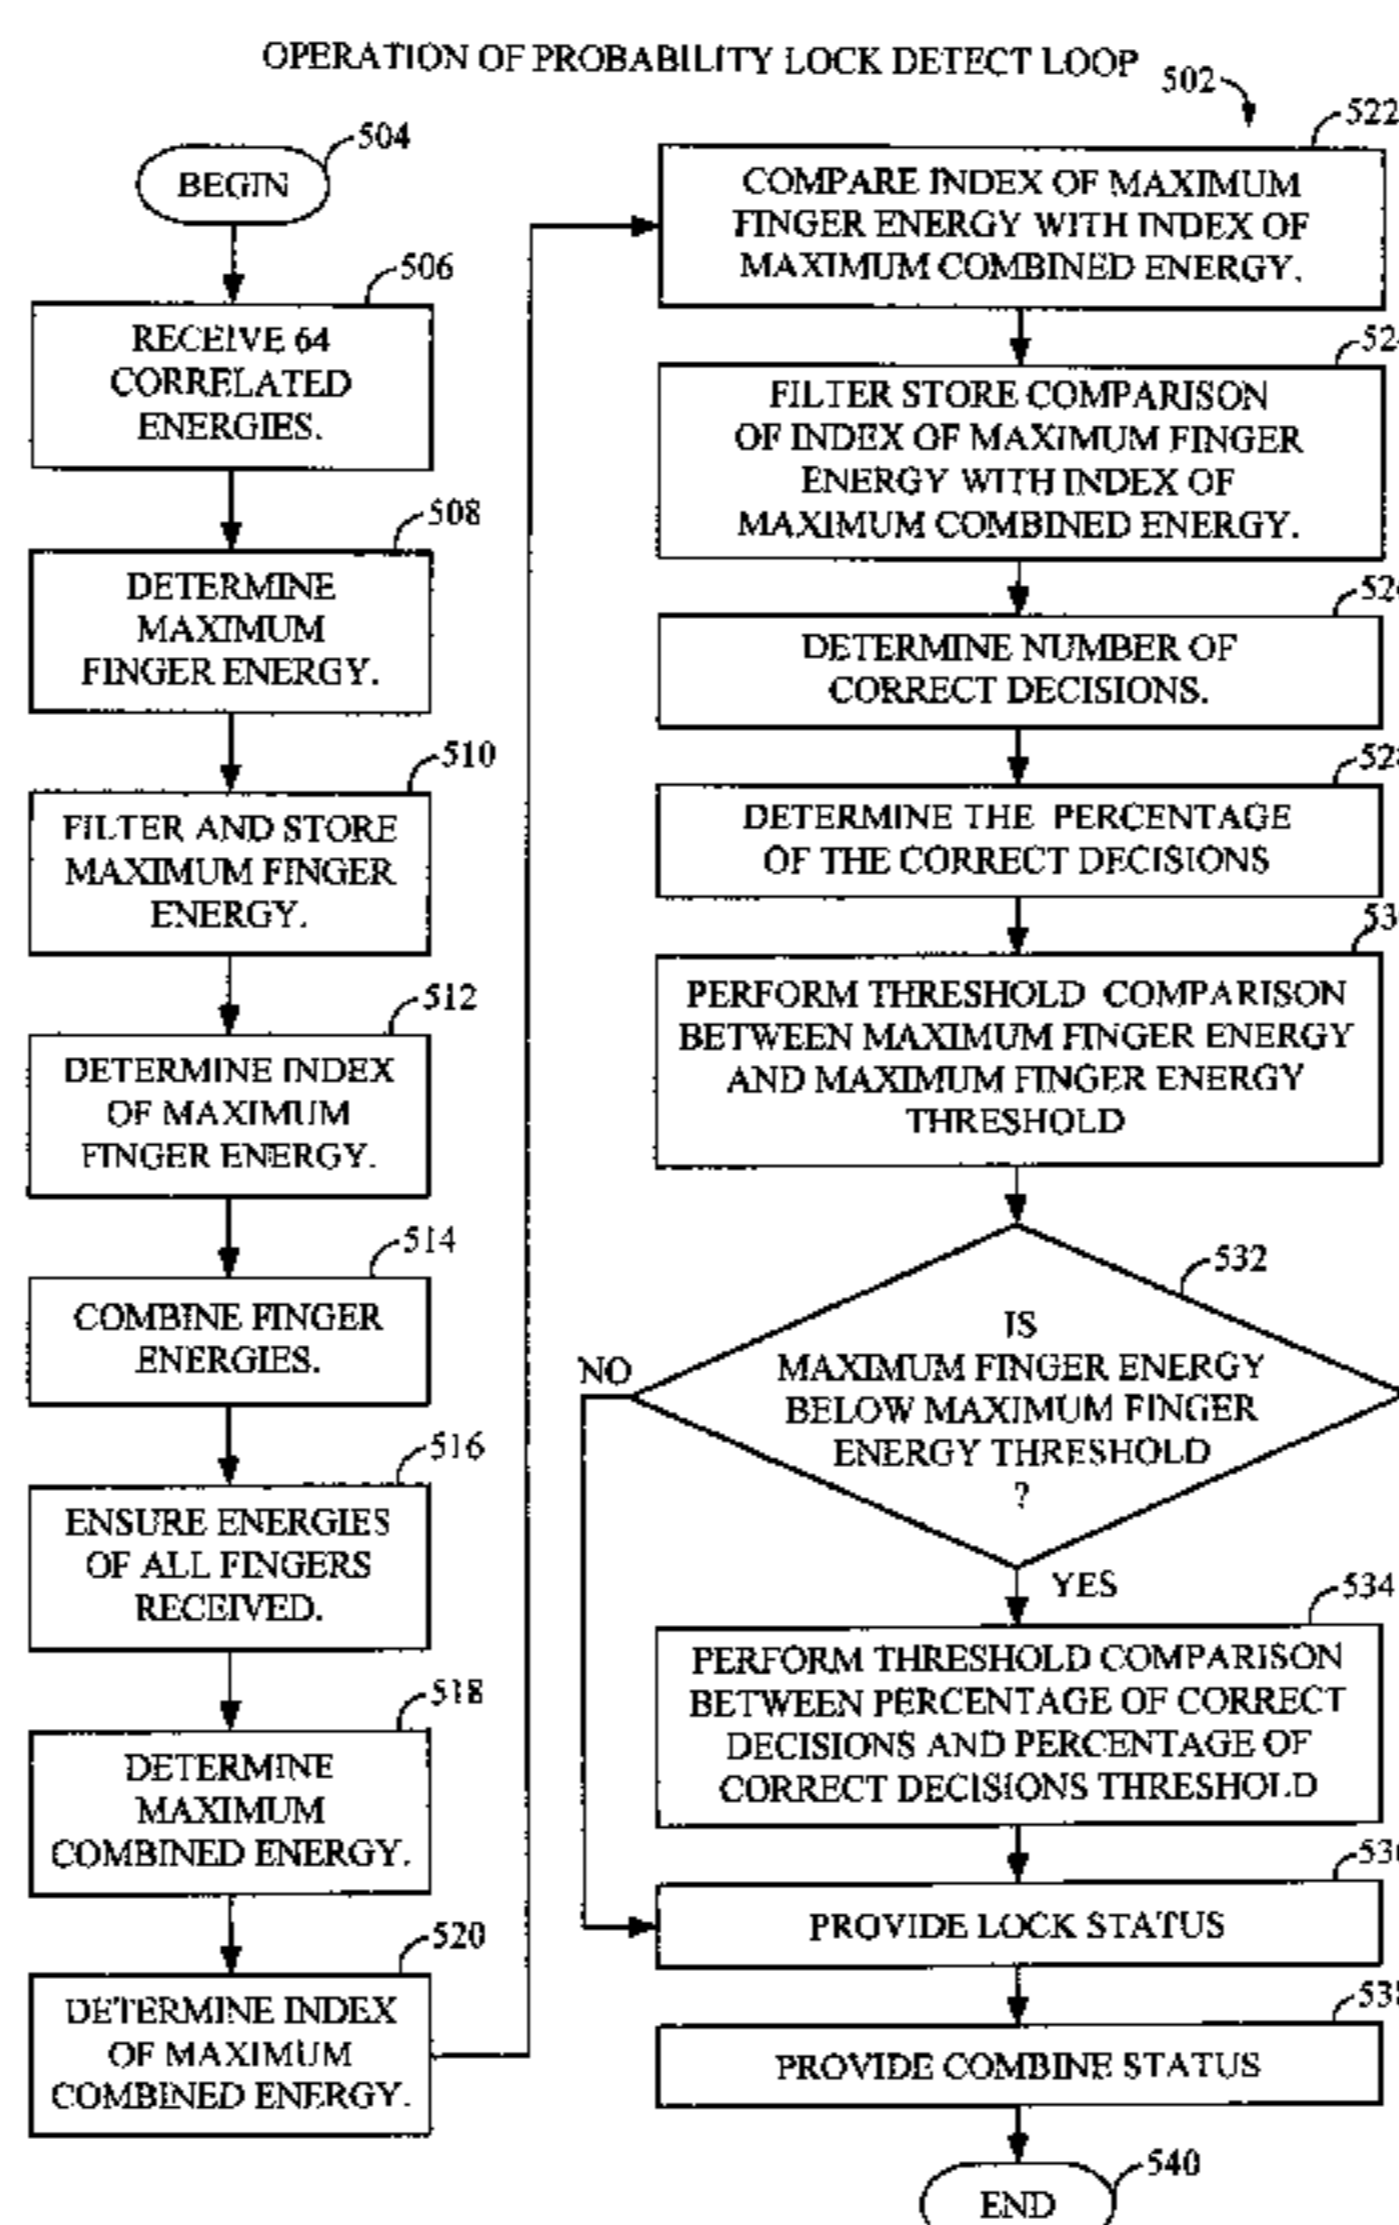 OPERATION OF PROBABILITY LOCK DETECT LOOP
502
504
BEGIN
506
RECEIVE 64
CORRELATED
ENERGIES.
508
DETERMINE
MAXIMUM
FINGER ENERGY.
510
FILTER AND STORE
MAXIMUM FINGER
ENERGY.
512
DETERMINE INDEX
OF MAXIMUM
FINGER ENERGY.
514
COMBINE FINGER
ENERGIES.
516
ENSURE ENERGIES
OF ALL FINGERS
RECEIVED.
518
DETERMINE
MAXIMUM
COMBINED ENERGY.
520
DETERMINE INDEX
OF MAXIMUM
COMBINED ENERGY.
522
COMPARE INDEX OF MAXIMUM
FINGER ENERGY WITH INDEX OF
MAXIMUM COMBINED ENERGY.
FILTER STORE COMPARISON
OF INDEX OF MAXIMUM FINGER
ENERGY WITH INDEX OF
MAXIMUM COMBINED ENERGY.
DETERMINE NUMBER OF
CORRECT DECISIONS.
DETERMINE THE PERCENTAGE
OF THE CORRECT DECISIONS
PERFORM THRESHOLD COMPARISON
BETWEEN MAXIMUM FINGER ENERGY
AND MAXIMUM FINGER ENERGY
THRESHOLD
532
IS
MAXIMUM FINGER ENERGY
BELOW MAXIMUM FINGER
ENERGY THRESHOLD
?
NO
YES
534
PERFORM THRESHOLD COMPARISON
BETWEEN PERCENTAGE OF CORRECT
DECISIONS AND PERCENTAGE OF
CORRECT DECISIONS THRESHOLD
PROVIDE LOCK STATUS
PROVIDE COMBINE STATUS
540
END